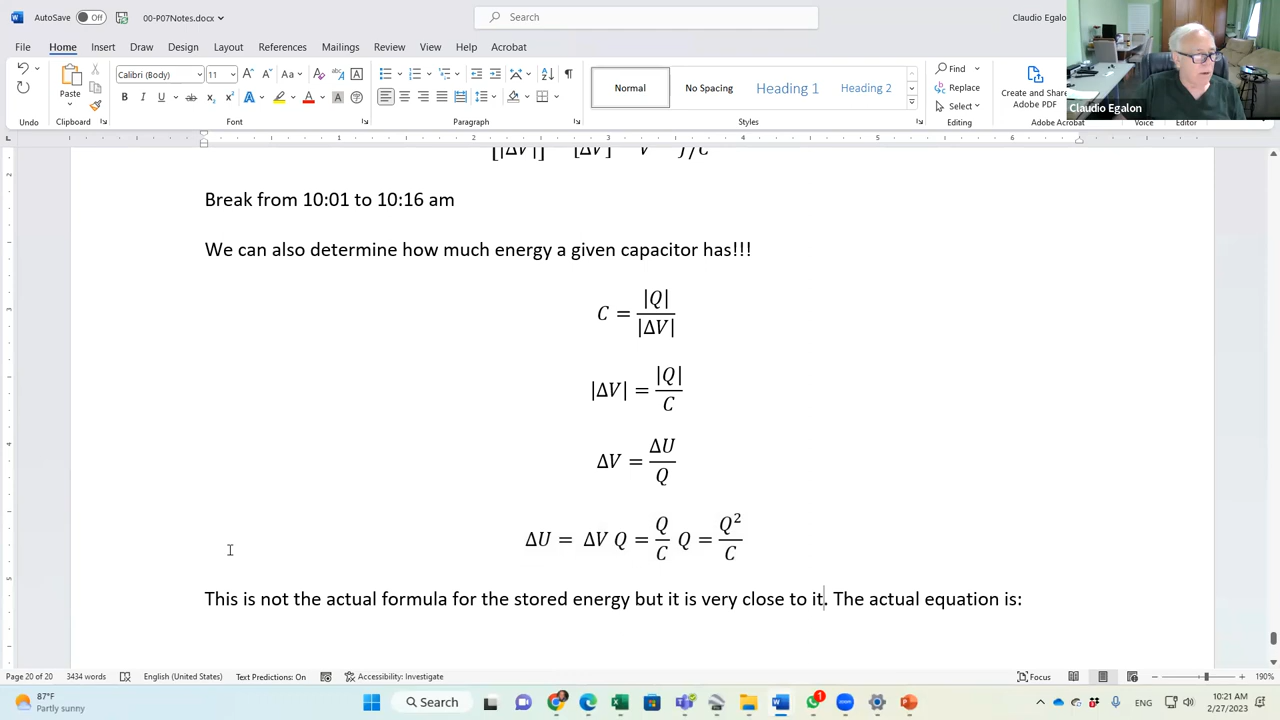 AutoSave Off 00-P07Notes.docx Search Claudio Egalon
File Home Insert Draw Design Layout References Mailings Review View Help Acrobat
Paste Calibri (Body) 11 Normal No Spacing Heading 1 Heading 2 Find Replace Select Create and Share Adobe PDF
Claudio Egalon
Undo Clipboard Font Paragraph Styles Editing Adobe Acrobat Voice Editor
[|ΔV|] [ΔV] V J/C
Break from 10:01 to 10:16 am
We can also determine how much energy a given capacitor has!!!
C = |Q| / |ΔV|
|ΔV| = |Q| / C
ΔV = ΔU / Q
ΔU = ΔV Q = Q/C Q = Q² / C
This is not the actual formula for the stored energy but it is very close to it. The actual equation is:
Page 20 of 20 3434 words English (United States) Text Predictions: On Accessibility: Investigate Focus 190%
87°F
Partly sunny
Search
1
ENG
10:21 AM
2/27/2023